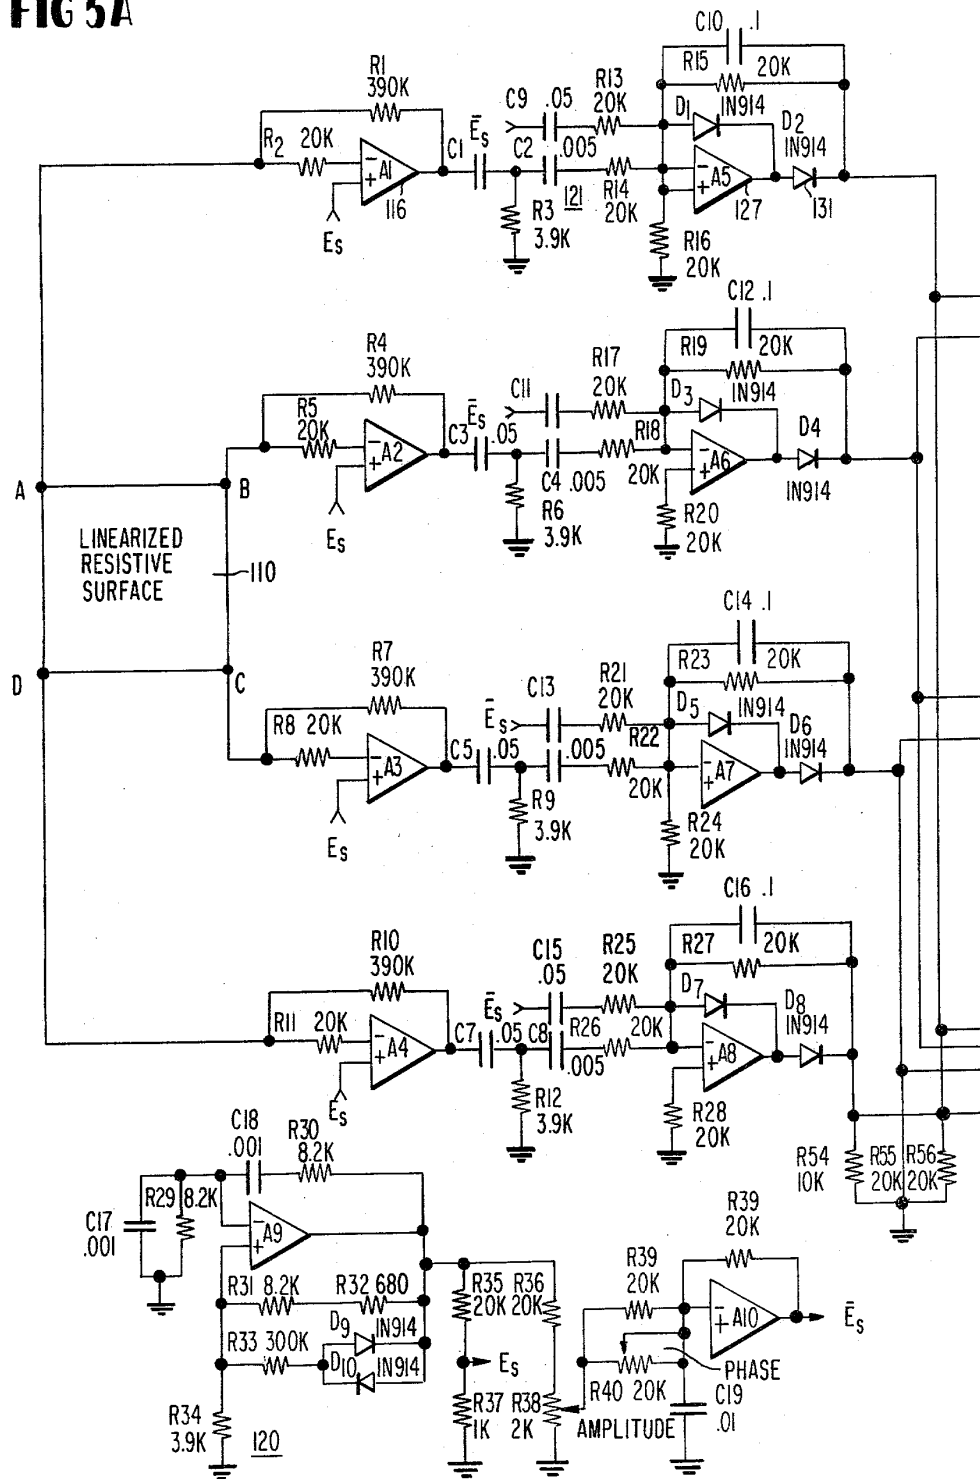 FIG 5A
C10 .1
R15
20K
R1
390K
R13
20K
C9 .05
D1
IN914
D2
IN914
R2 20K
A1
116
C1
Ēs
C2 .005
121
R14
20K
A5
127
131
Es
R3
3.9K
R16
20K
C12 .1
R19
20K
R4
390K
R17
20K
C11
D3
IN914
D4
IN914
R5
20K
A2
C3
Ēs
.05
C4 .005
R18
20K
A6
A
B
Es
R6
3.9K
R20
20K
LINEARIZED
RESISTIVE
SURFACE
110
C14 .1
R23
20K
R7
390K
C13
R21
20K
D
C
Ēs
D5
IN914
D6
IN914
R8 20K
A3
C5 .05
.005
R22
20K
A7
Es
R9
3.9K
R24
20K
C16 .1
R27
20K
R10
390K
C15
.05
R25
20K
Ēs
D7
D8
IN914
R11 20K
A4
C7 .05
C8
.005
R26
20K
A8
Es
R12
3.9K
R28
20K
C18
.001
R30
8.2K
R54
10K
R55
20K
R56
20K
C17
.001
R29 8.2K
A9
R39
20K
R31 8.2K
R32 680
R35
20K
R36
20K
R39
20K
A10
Ēs
R33 300K
D9
IN914
D10 IN914
Es
PHASE
R40 20K
C19
.01
R34
3.9K
120
R37
1K
R38
2K
AMPLITUDE